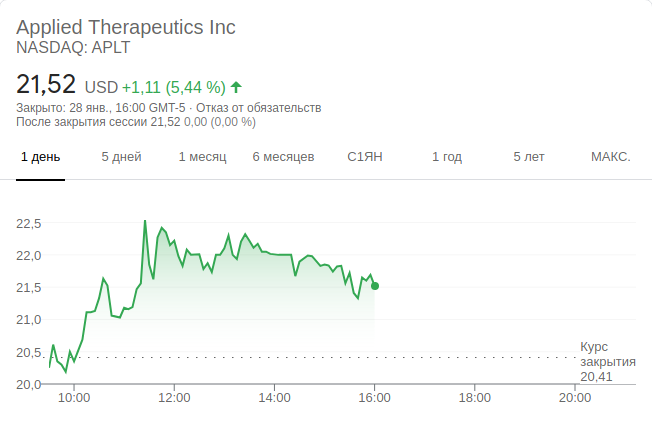 Applied Therapeutics Inc
NASDAQ: APLT
21,52 USD +1,11 (5,44 %)
Закрыто: 28 янв., 16:00 GMT-5 · Отказ от обязательств
После закрытия сессии 21,52 0,00 (0,00 %)
1 день 5 дней 1 месяц 6 месяцев С1ЯН 1 год 5 лет МАКС.
22,5
22,0
21,5
21,0
20,5
20,0
Курс
закрытия
20,41
10:00 12:00 14:00 16:00 18:00 20:00